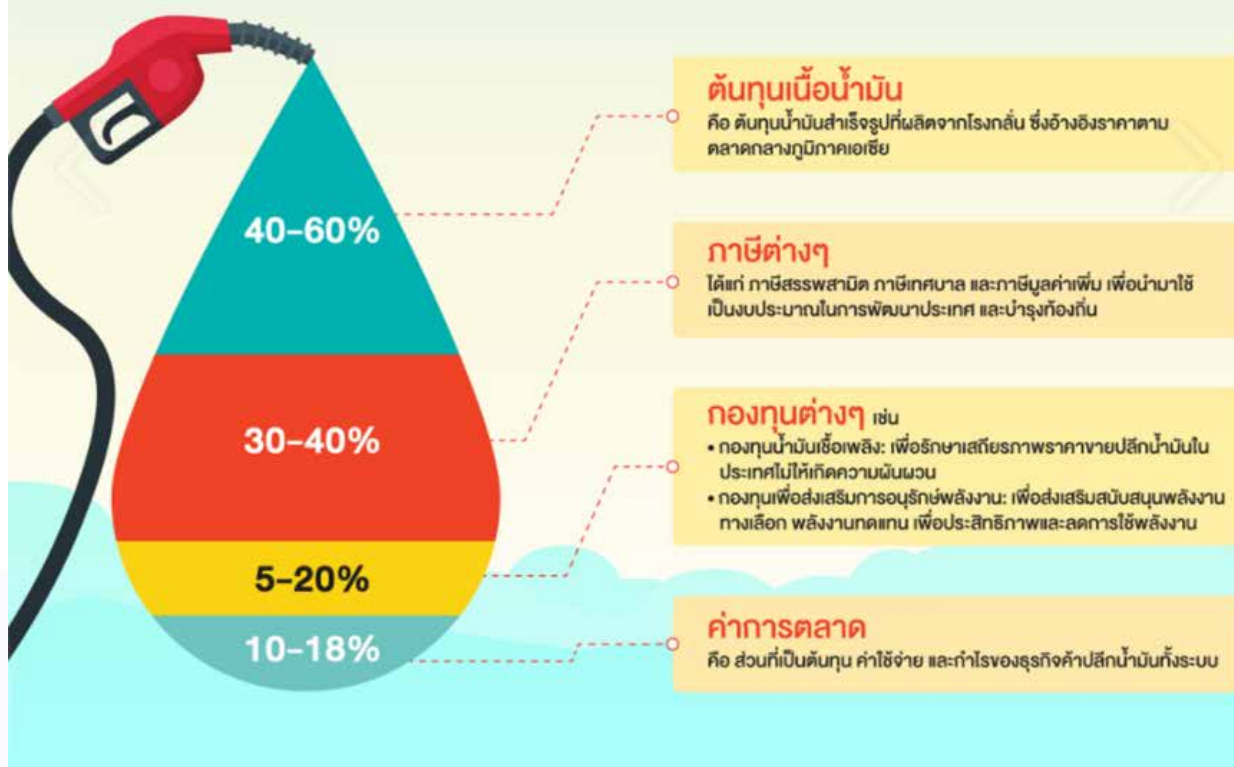 40-60%
30-40%
5-20%
10-18%
ต้นทุนเนื้อน้ำมัน
คือ ต้นทุนน้ำมันสำเร็จรูปที่ผลิตจากโรงกลั่น ซึ่งอ้างอิงราคาตาม
ตลาดกลางภูมิภาคเอเชีย
ภาษีต่างๆ
ได้แก่ ภาษีสรรพสามิต ภาษีเทศบาล และภาษีมูลค่าเพิ่ม เพื่อนำมาใช้
เป็นงบประมาณในการพัฒนาประเทศ และบำรุงท้องถิ่น
กองทุนต่างๆ เช่น
• กองทุนน้ำมันเชื้อเพลิง: เพื่อรักษาเสถียรภาพราคาขายปลีกน้ำมันใน
ประเทศไม่ให้เกิดความผันผวน
• กองทุนเพื่อส่งเสริมการอนุรักษ์พลังงาน: เพื่อส่งเสริมสนับสนุนพลังงาน
ทางเลือก พลังงานทดแทน เพื่อประสิทธิภาพและลดการใช้พลังงาน
ค่าการตลาด
คือ ส่วนที่เป็นต้นทุน ค่าใช้จ่าย และกำไรของธุรกิจค้าปลีกน้ำมันทั้งระบบ